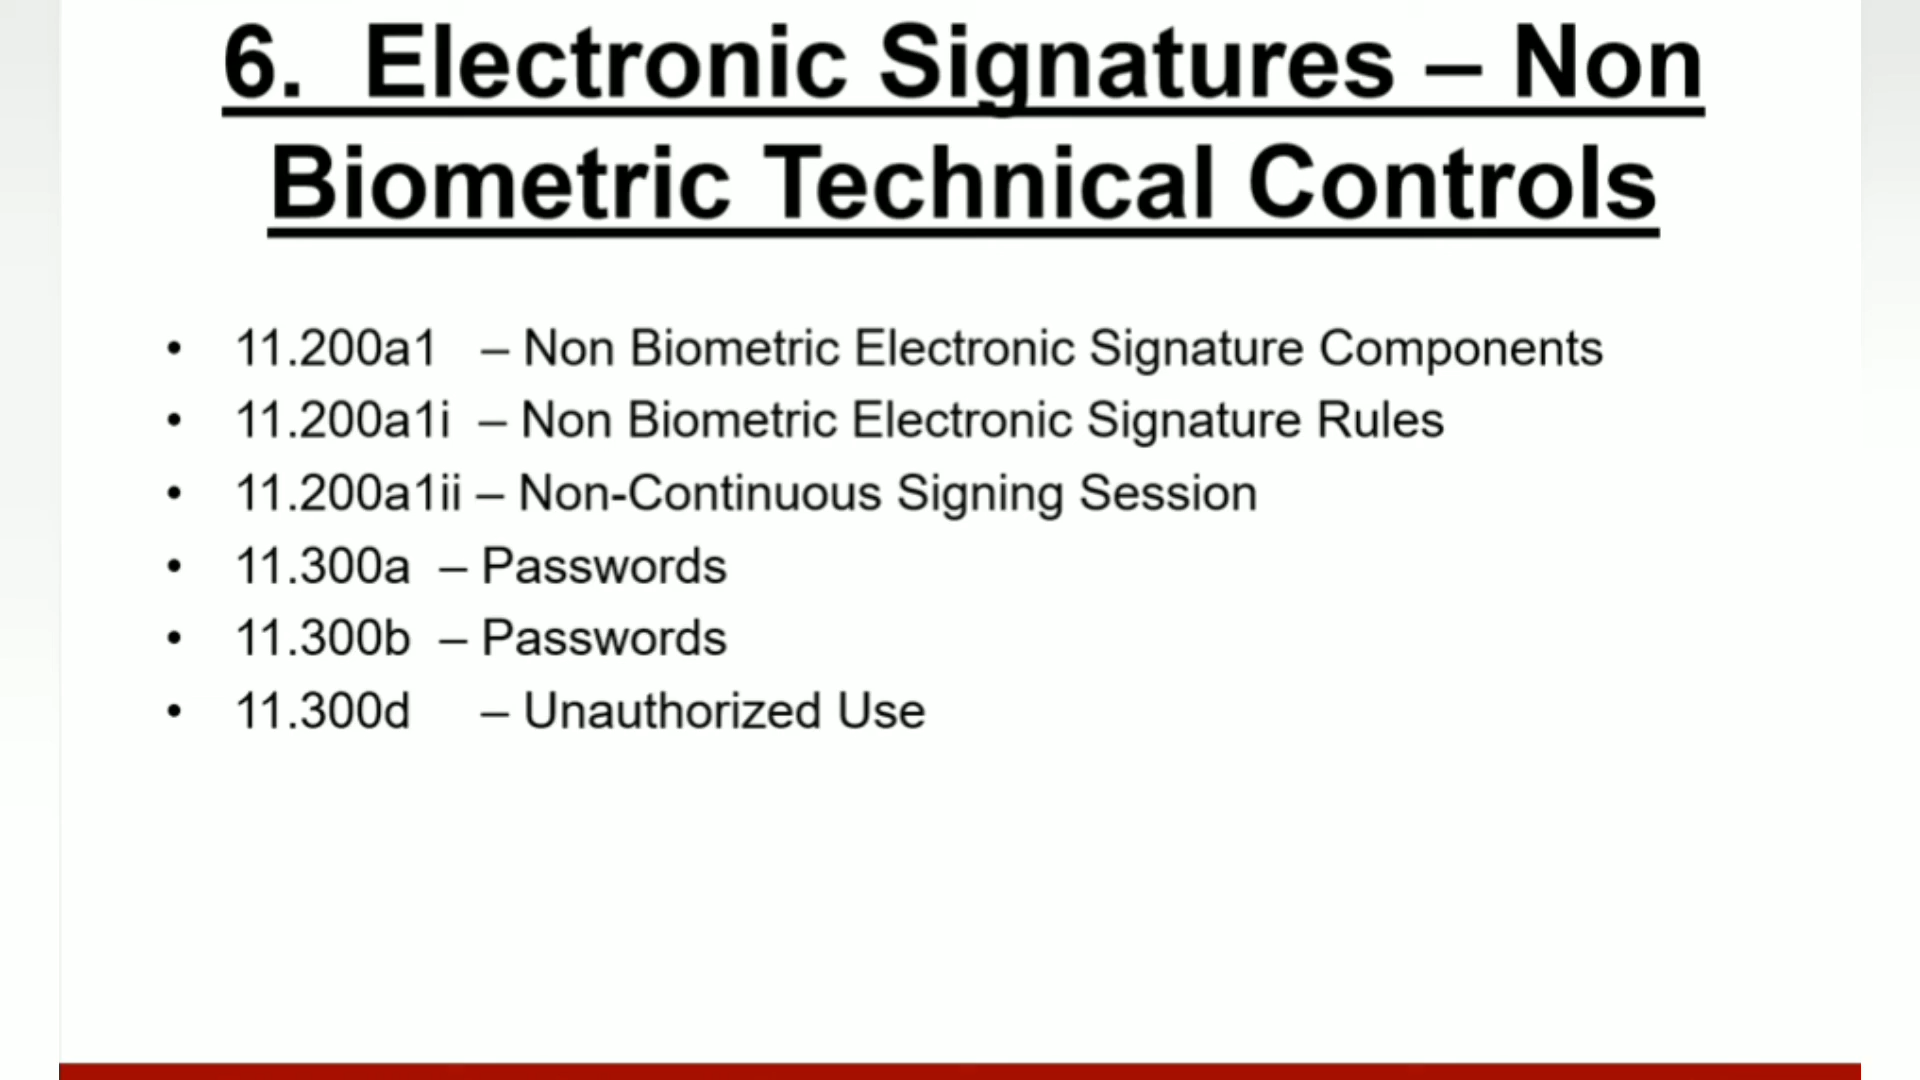 6. Electronic Signatures – Non
Biometric Technical Controls
• 11.200a1 – Non Biometric Electronic Signature Components
• 11.200a1i – Non Biometric Electronic Signature Rules
• 11.200a1ii – Non-Continuous Signing Session
• 11.300a – Passwords
• 11.300b – Passwords
• 11.300d – Unauthorized Use